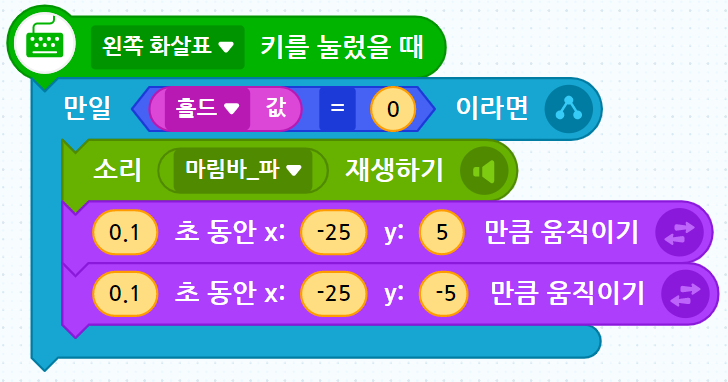 왼쪽 화살표 키를 눌렀을 때
만일 홀드 값 = 0 이라면
소리 마림바_파 재생하기
0.1 초 동안 x: -25 y: 5 만큼 움직이기
0.1 초 동안 x: -25 y: -5 만큼 움직이기